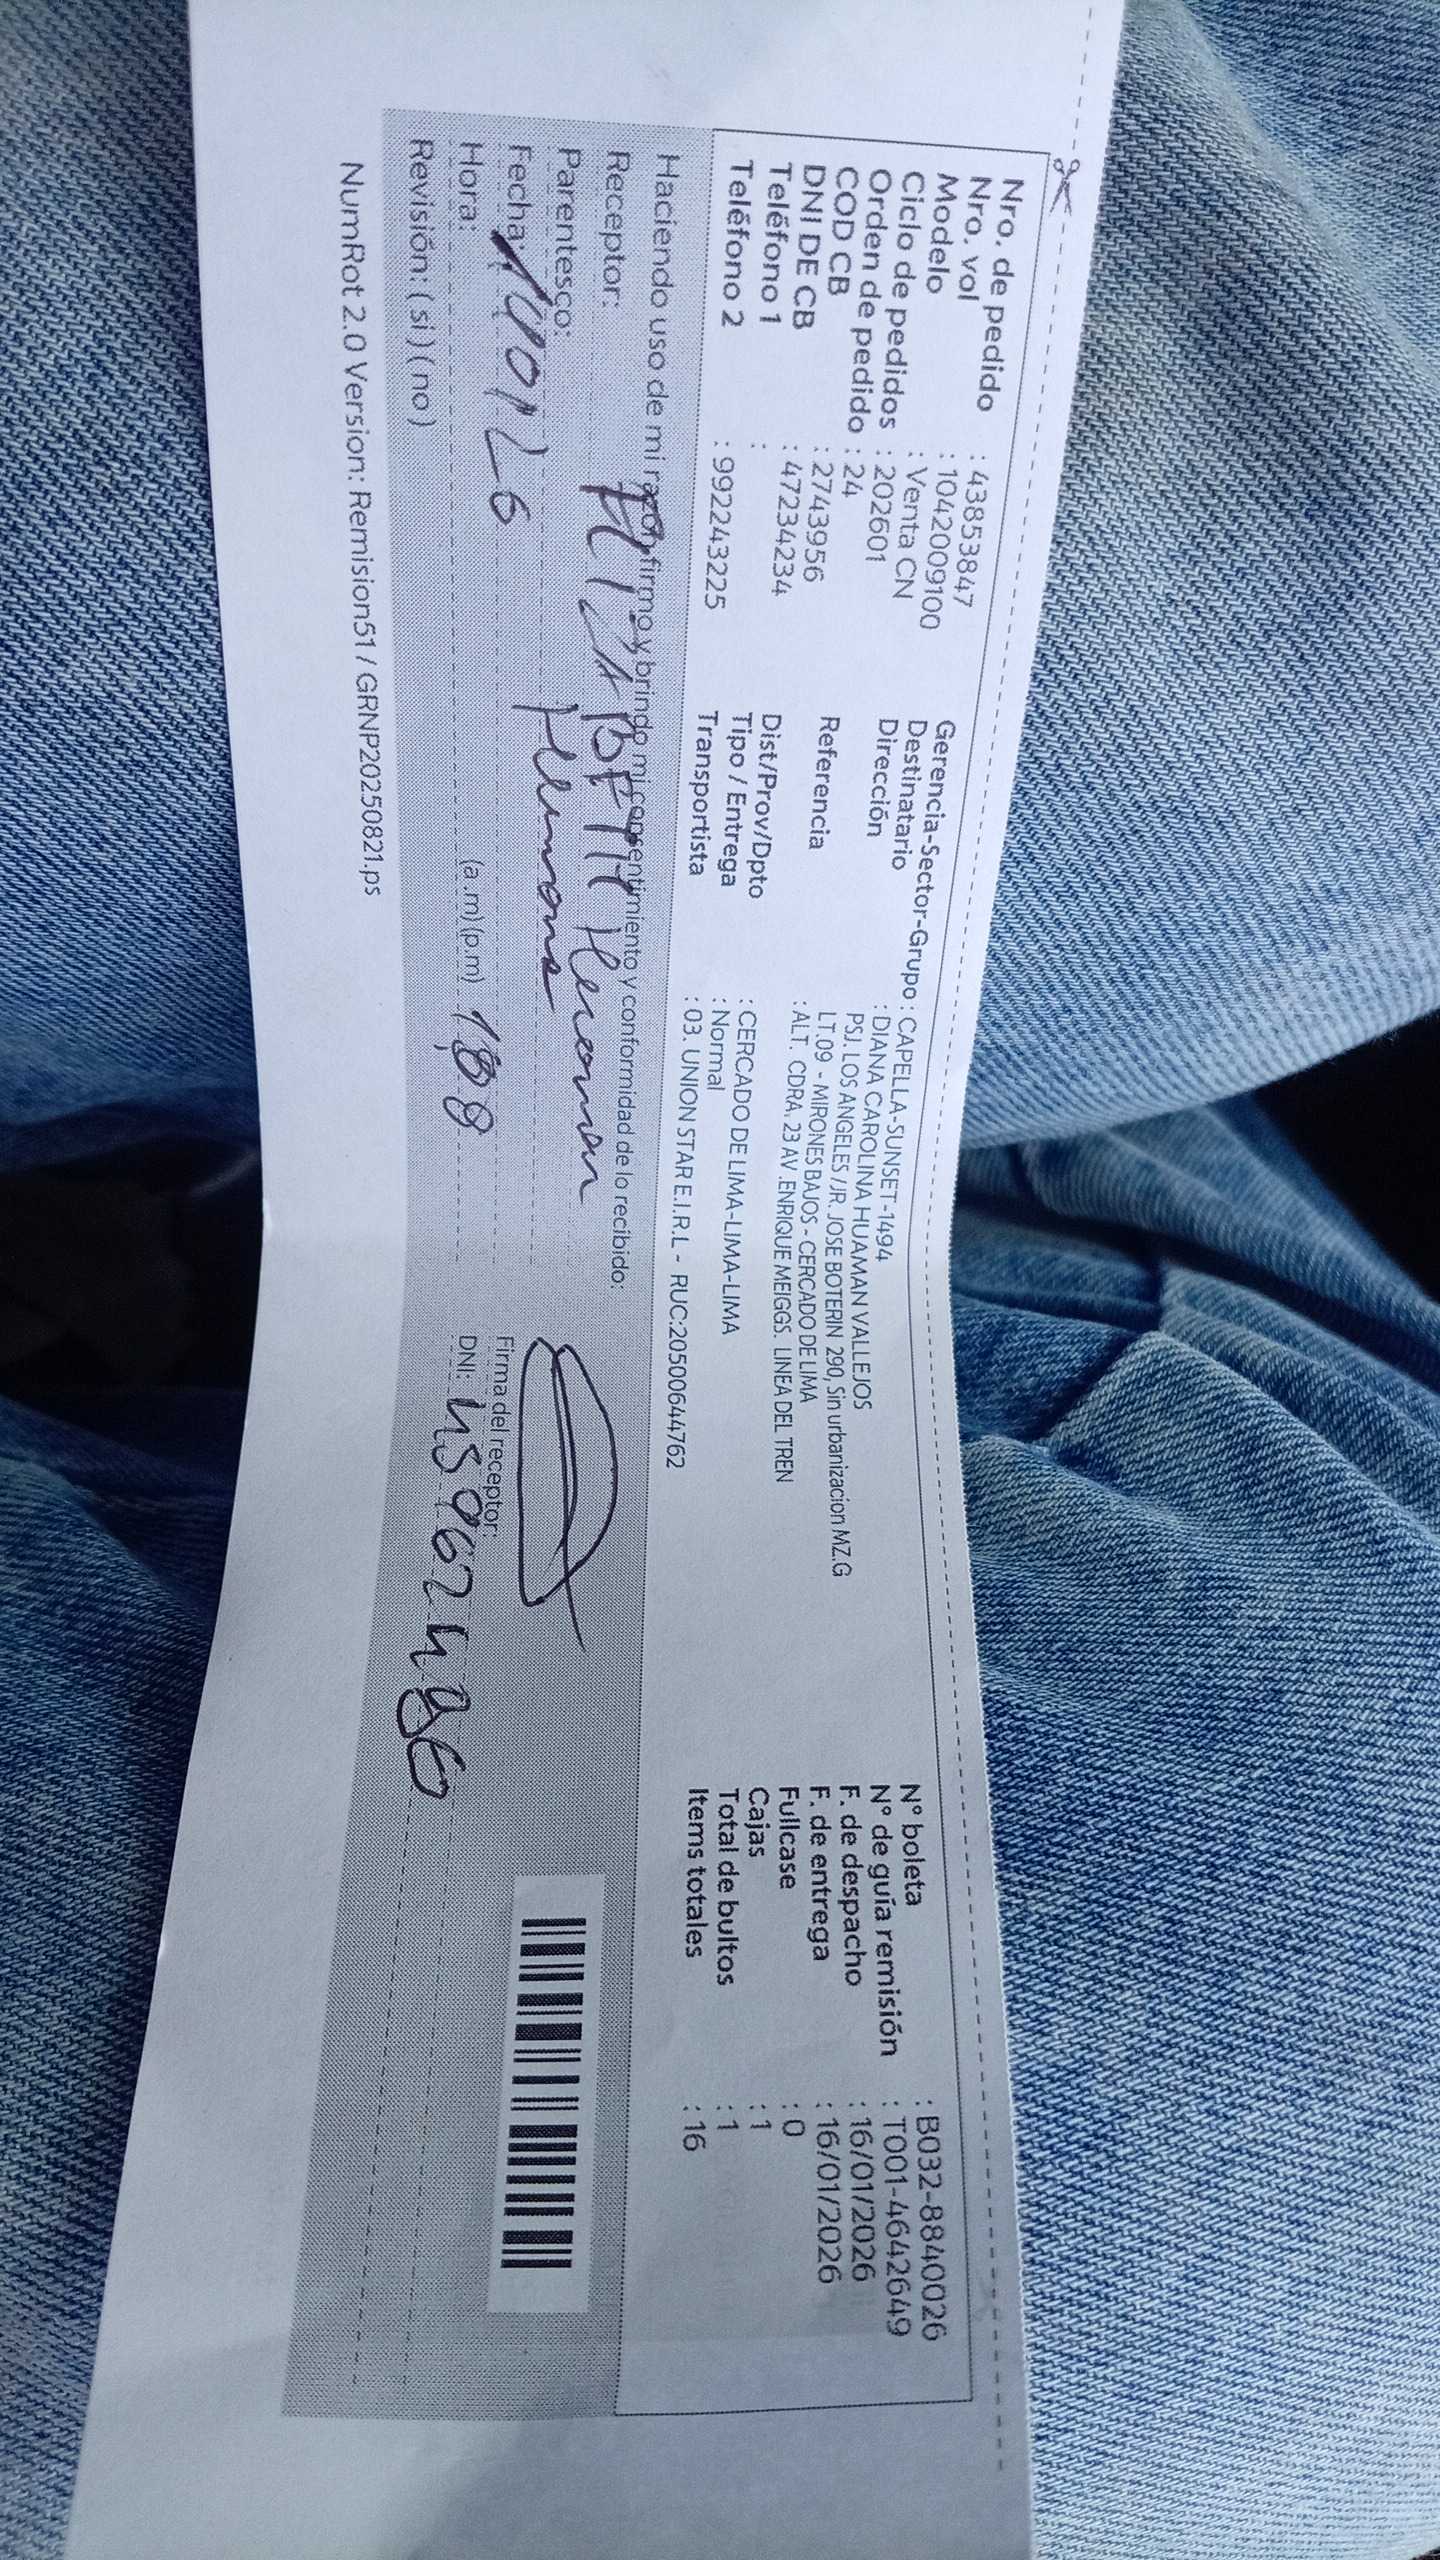 Nro. de pedido : 43853847
Nro. vol : 1042009100
Modelo : Venta CN
Ciclo de pedidos : 202601
Orden de pedido : 24
COD CB : 2743956
DNI DE CB : 47234234
Teléfono 1 :
Teléfono 2 : 992243225
Gerencia-Sector-Grupo : CAPELLA-SUNSET-1494
Destinatario : DIANA CAROLINA HUAMAN VALLEJOS
Dirección PSJ. LOS ANGELES /JR. JOSE BOTERIN 290, Sin urbanizacion MZ.G
LT.09 - MIRONES BAJOS - CERCADO DE LIMA
Referencia : ALT. CDRA. 23 AV .ENRIQUE MEIGGS. LINEA DEL TREN
Dist/Prov/Dpto : CERCADO DE LIMA-LIMA-LIMA
Tipo / Entrega : Normal
Transportista : 03. UNION STAR E.I.R.L - RUC:20500644762
N° boleta : B032-8840026
N° de guía remisión : T001-4642649
F. de despacho : 16/01/2026
F. de entrega : 16/01/2026
Fullcase : 0
Cajas : 1
Total de bultos : 1
Items totales : 16
Haciendo uso de mi razón firmo y brindo mi consentimiento y conformidad de lo recibido:
Receptor:
Parentesco: Hermana
Fecha:
Hora: (a.m)(p.m)
Revisión: (si) (no)
Firma del receptor:
DNI: 45962486
NumRot 2.0 Version: Remision51 / GRNP20250821.ps